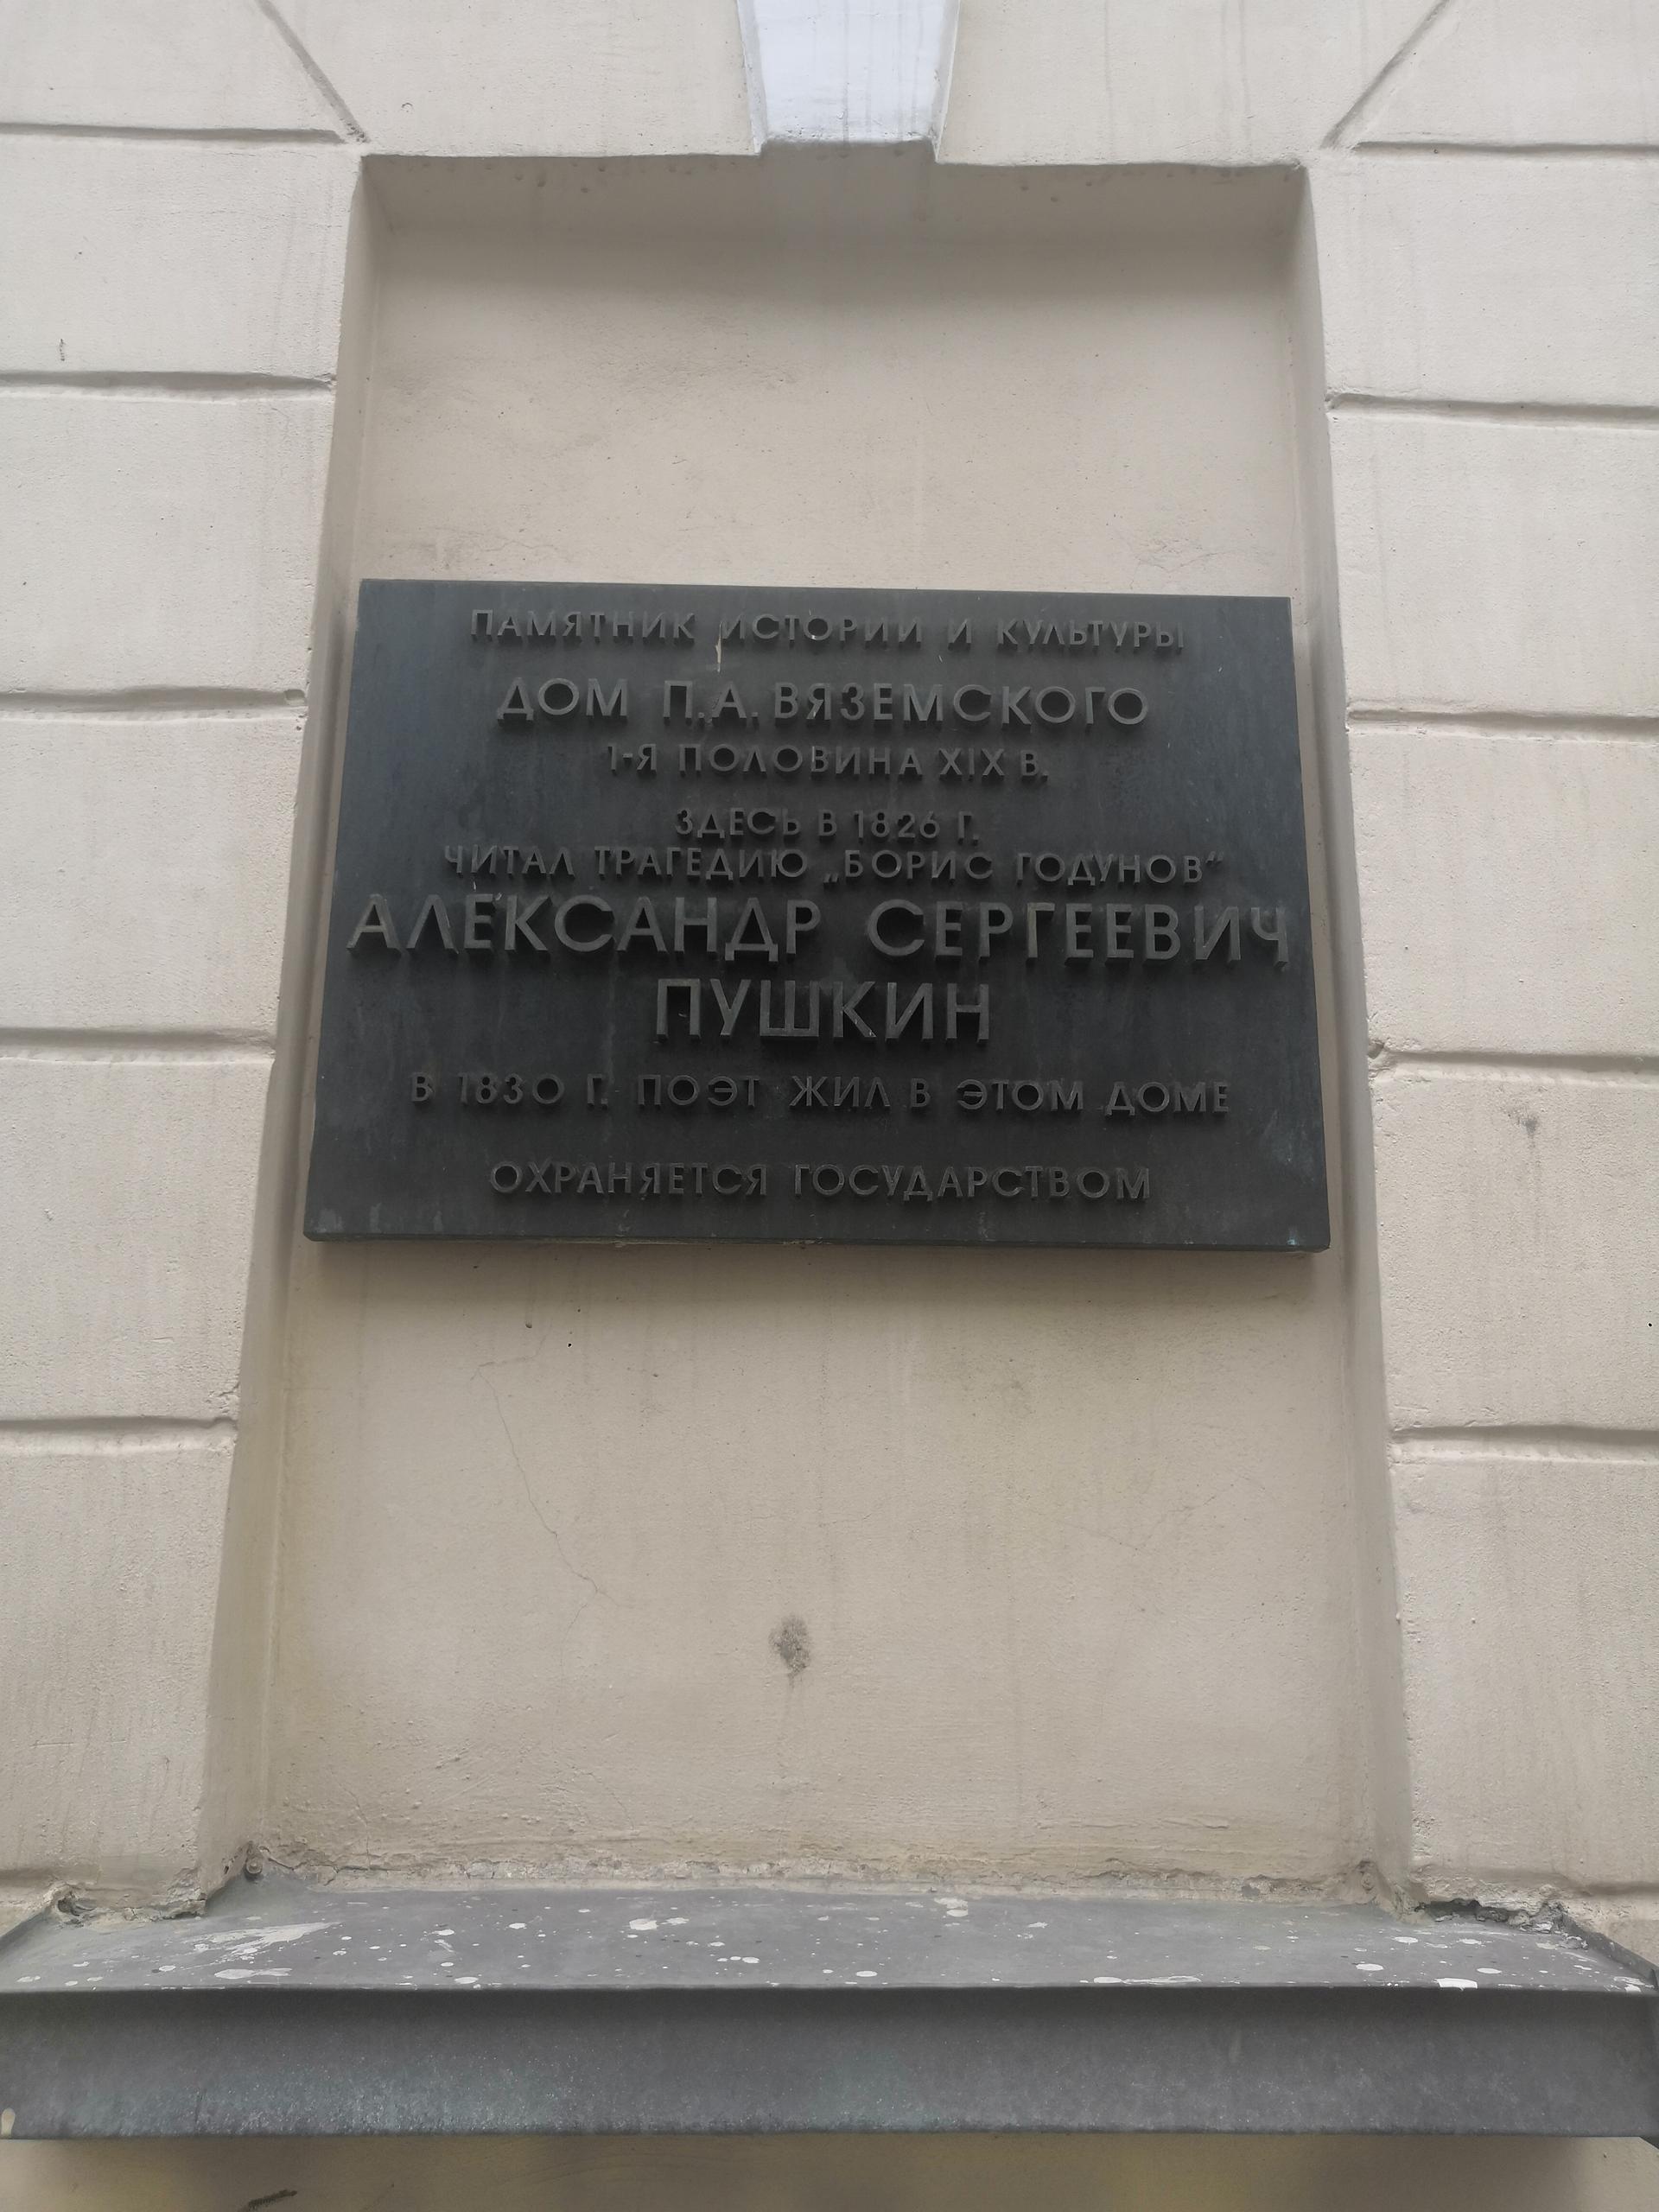 ПАМЯТНИК ИСТОРИИ И КУЛЬТУРЫ
ДОМ П.А. ВЯЗЕМСКОГО
1-Я ПОЛОВИНА XIX В.
ЗДЕСЬ В 1826 Г.
ЧИТАЛ ТРАГЕДИЮ „БОРИС ГОДУНОВ“
АЛЕКСАНДР СЕРГЕЕВИЧ
ПУШКИН
В 1830 Г. ПОЭТ ЖИЛ В ЭТОМ ДОМЕ
ОХРАНЯЕТСЯ ГОСУДАРСТВОМ